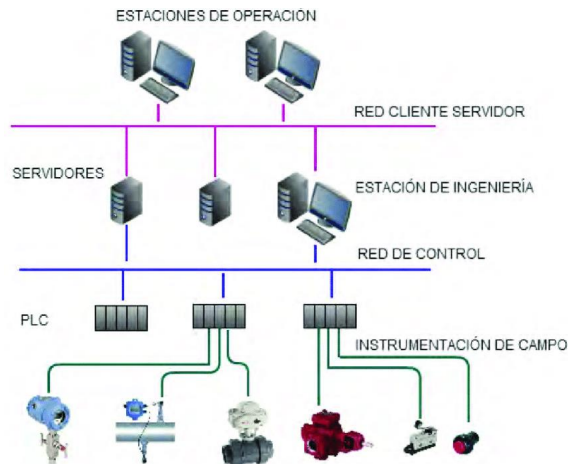 ESTACIONES DE OPERACIÓN
RED CLIENTE SERVIDOR
SERVIDORES
ESTACIÓN DE INGENIERÍA
RED DE CONTROL
PLC
INSTRUMENTACIÓN DE CAMPO